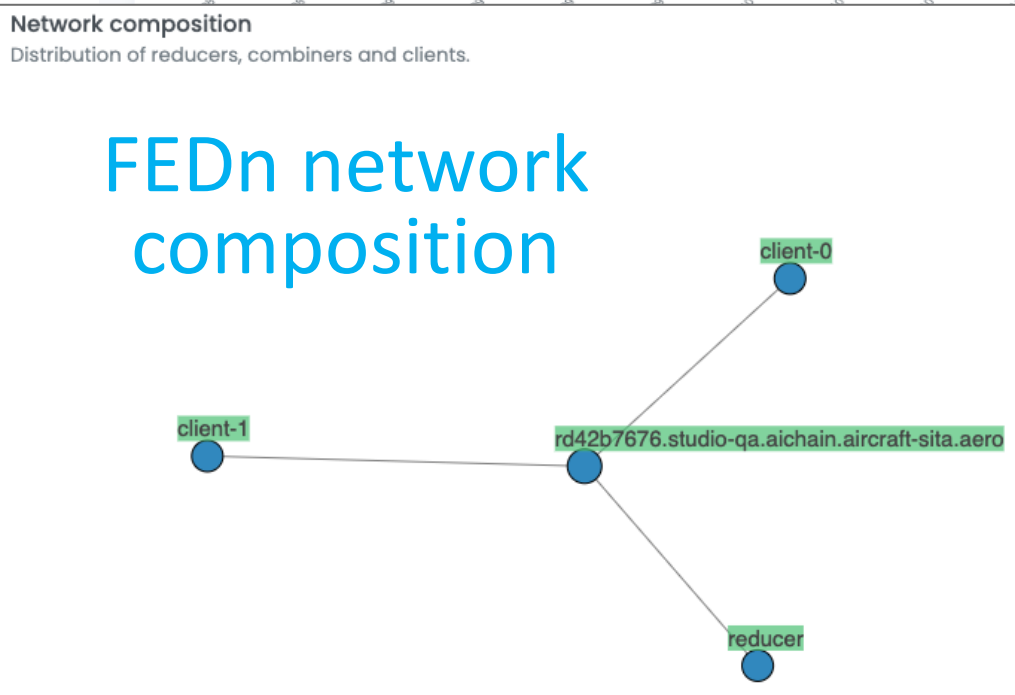 Network composition
Distribution of reducers, combiners and clients.
FEDn network
composition
client-0
client-1
rd42b7676.studio-qa.aichain.aircraft-sita.aero
reducer